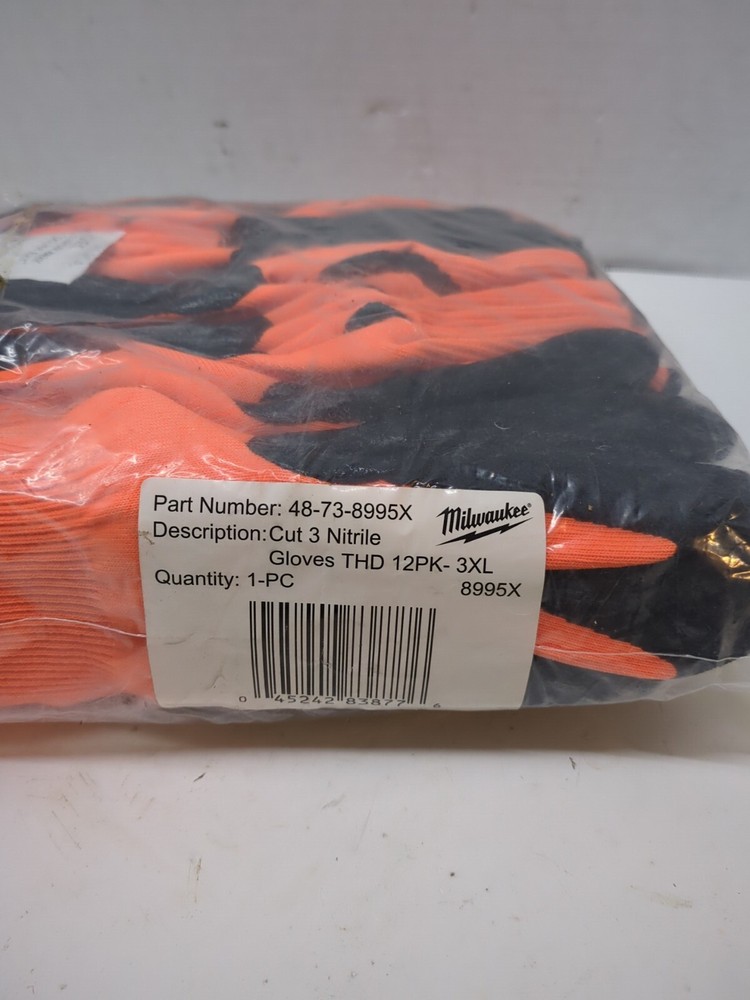 Part Number: 48-73-8995X
Milwaukee®
Description: Cut 3 Nitrile
Gloves THD 12PK- 3XL
Quantity: 1-PC
8995X
0 45242 83877 6